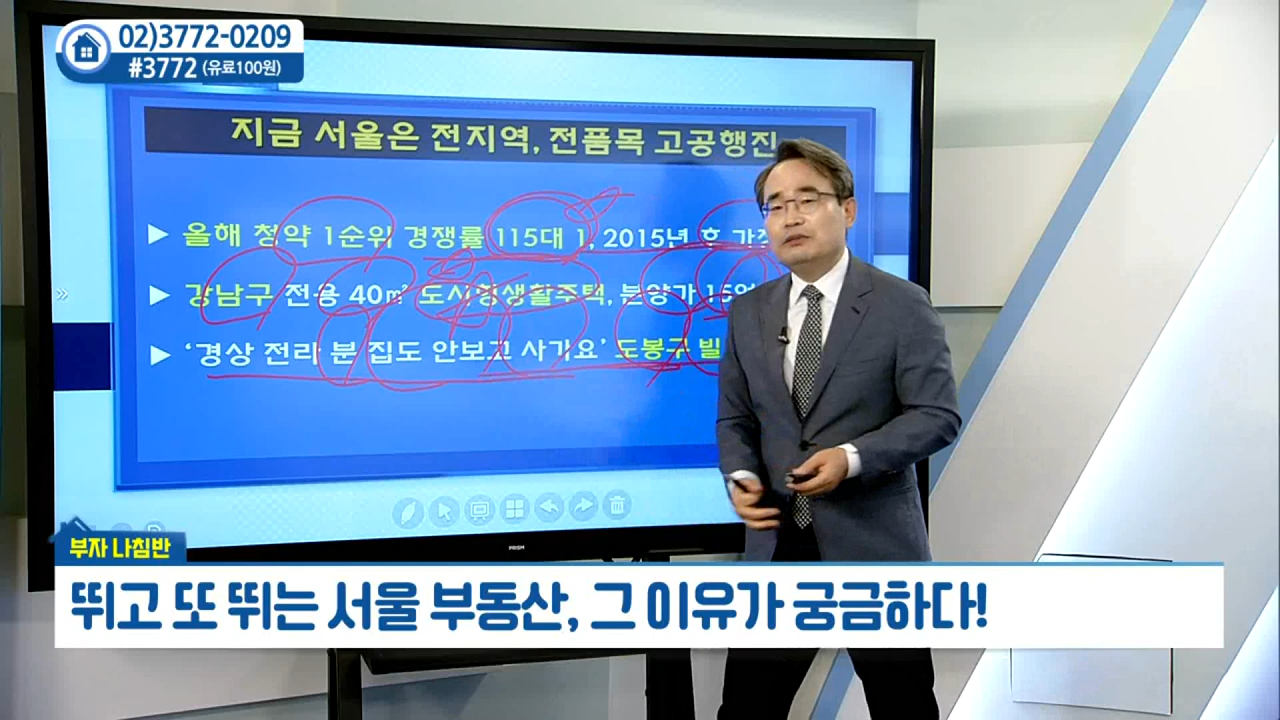 02)3772-0209
#3772 (유료100원)
지금 서울은 전지역, 전품목 고공행진
▶ 올해 청약 1순위 경쟁률 115대 1, 2015년 후
▶ 강남구 전용 40㎡ 도시형생활주택, 분양가 15억
▶ ‘경상 전라 분 집도 안보고 사가요’ 도봉구 빌
PRISM
부자 나침반
뛰고 또 뛰는 서울 부동산, 그 이유가 궁금하다!